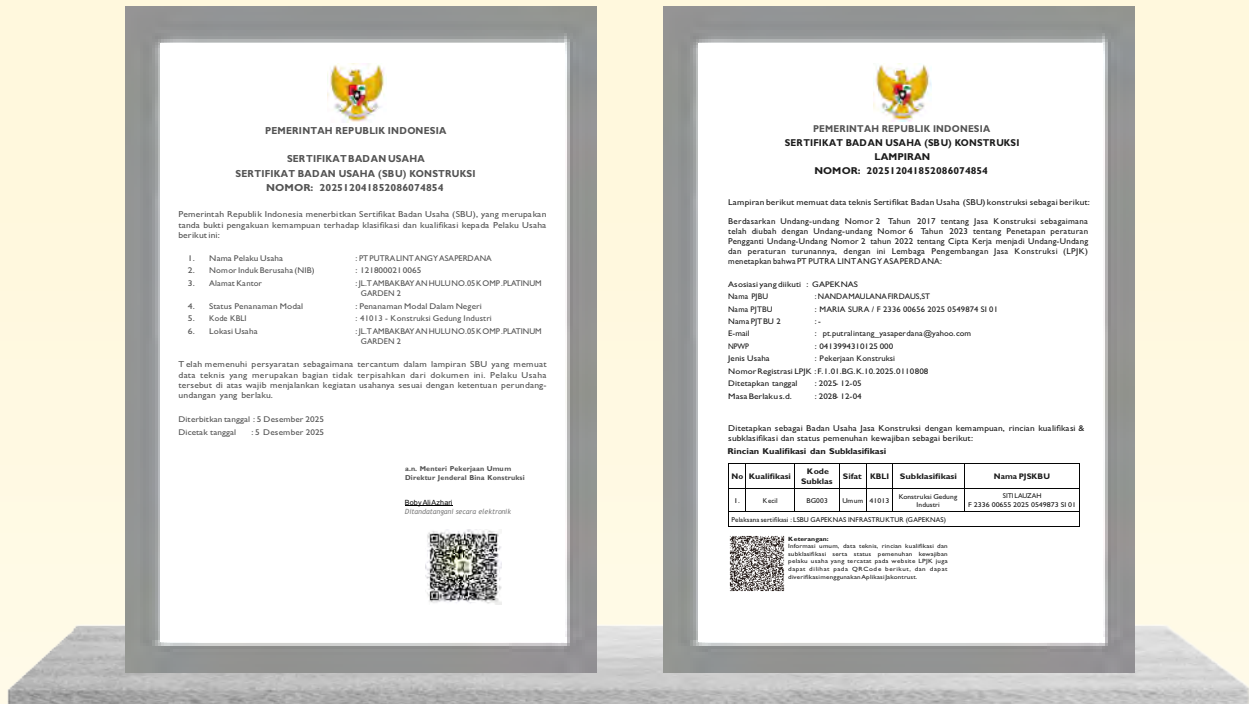 PEMERINTAH REPUBLIK INDONESIA
SERTIFIKAT BADAN USAHA
SERTIFIKAT BADAN USAHA (SBU) KONSTRUKSI
NOMOR: 202512041852086074854
Pemerintah Republik Indonesia menerbitkan Sertifikat Badan Usaha (SBU), yang merupakan
tanda bukti pengakuan kemampuan terhadap klasifikasi dan kualifikasi kepada Pelaku Usaha
berikut ini:
1. Nama Pelaku Usaha : PT PUTRA LINTANG YASAPERDANA
2. Nomor Induk Berusaha (NIB) : 1218000210065
3. Alamat Kantor : JL.TAMBAKBAYAN HULU NO.05 KOMP.PLATINUM
GARDEN 2
4. Status Penanaman Modal : Penanaman Modal Dalam Negeri
5. Kode KBLI : 41013 - Konstruksi Gedung Industri
6. Lokasi Usaha : JL.TAMBAKBAYAN HULU NO.05 KOMP.PLATINUM
GARDEN 2
Telah memenuhi persyaratan sebagaimana tercantum dalam lampiran SBU yang memuat
data teknis yang merupakan bagian tidak terpisahkan dari dokumen ini. Pelaku Usaha
tersebut di atas wajib menjalankan kegiatan usahanya sesuai dengan ketentuan perundang-
undangan yang berlaku.
Diterbitkan tanggal : 5 Desember 2025
Dicetak tanggal : 5 Desember 2025
a.n. Menteri Pekerjaan Umum
Direktur Jenderal Bina Konstruksi
Boby Ali Azhari
Ditandatangani secara elektronik
PEMERINTAH REPUBLIK INDONESIA
SERTIFIKAT BADAN USAHA (SBU) KONSTRUKSI
LAMPIRAN
NOMOR: 202512041852086074854
Lampiran berikut memuat data teknis Sertifikat Badan Usaha (SBU) konstruksi sebagai berikut:
Berdasarkan Undang-undang Nomor 2 Tahun 2017 tentang Jasa Konstruksi sebagaimana
telah diubah dengan Undang-undang Nomor 6 Tahun 2023 tentang Penetapan peraturan
Pengganti Undang-Undang Nomor 2 tahun 2022 tentang Cipta Kerja menjadi Undang-Undang
dan peraturan turunannya, dengan ini Lembaga Pengembangan Jasa Konstruksi (LPJK)
menetapkan bahwa PT PUTRA LINTANG YASAPERDANA:
Asosiasi yang diikuti : GAPEKNAS
Nama PJBU : NANDA MAULANA FIRDAUS,ST
Nama PJTBU : MARIA SURA / F 2336 00656 2025 0549874 SI 01
Nama PJTBU 2 : -
E-mail : pt.putralintang_yasaperdana@yahoo.com
NPWP : 0413994310125000
Jenis Usaha : Pekerjaan Konstruksi
Nomor Registrasi LPJK : F.1.01.BG.K.10.2025.0110808
Ditetapkan tanggal : 2025-12-05
Masa Berlaku s.d. : 2028-12-04
Ditetapkan sebagai Badan Usaha Jasa Konstruksi dengan kemampuan, rincian kualifikasi &
subklasifikasi dan status pemenuhan kewajiban sebagai berikut:
Rincian Kualifikasi dan Subklasifikasi
No Kualifikasi Kode Subklas Sifat KBLI Subklasifikasi Nama PJSKBU
1. Kecil BG003 Umum 41013 Konstruksi Gedung Industri SITI LAUZAH F 2336 00655 2025 0549873 SI 01
Pelaksana sertifikasi : LSBU GAPEKNAS INFRASTRUKTUR (GAPEKNAS)
Keterangan:
Informasi umum, data teknis, rincian kualifikasi dan
subklasifikasi serta status pemenuhan kewajiban
pelaku usaha yang tercatat pada website LPJK juga
dapat dilihat pada QRCode berikut, dan dapat
diverifikasi menggunakan Aplikasi Jakontrust.